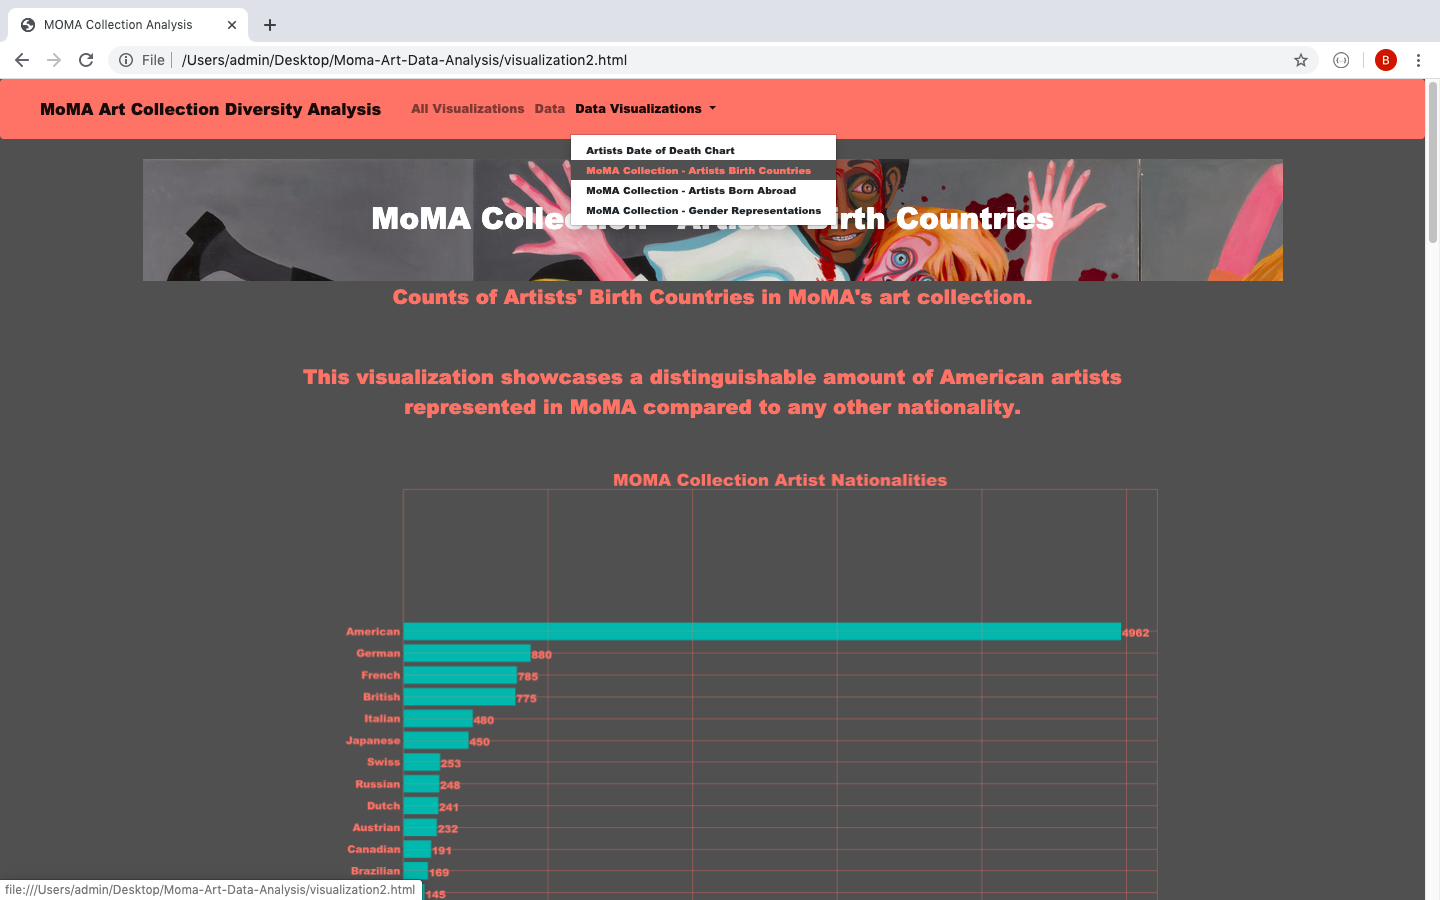 MOMA Collection Analysis
File
/Users/admin/Desktop/Moma-Art-Data-Analysis/visualization2.html
B
MoMA Art Collection Diversity Analysis
All Visualizations Data Data Visualizations
Artists Date of Death Chart
MoMA Collection - Artists Birth Countries
MoMA Collection - Artists Born Abroad
MoMA Collection - Gender Representations
MoMA Collection - Artists' Birth Countries
Counts of Artists' Birth Countries in MoMA's art collection.
This visualization showcases a distinguishable amount of American artists
represented in MoMA compared to any other nationality.
MOMA Collection Artist Nationalities
American 4962
German 880
French 785
British 775
Italian 480
Japanese 450
Swiss 253
Russian 248
Dutch 241
Austrian 232
Canadian 191
Brazilian 169
145
file:///Users/admin/Desktop/Moma-Art-Data-Analysis/visualization2.html